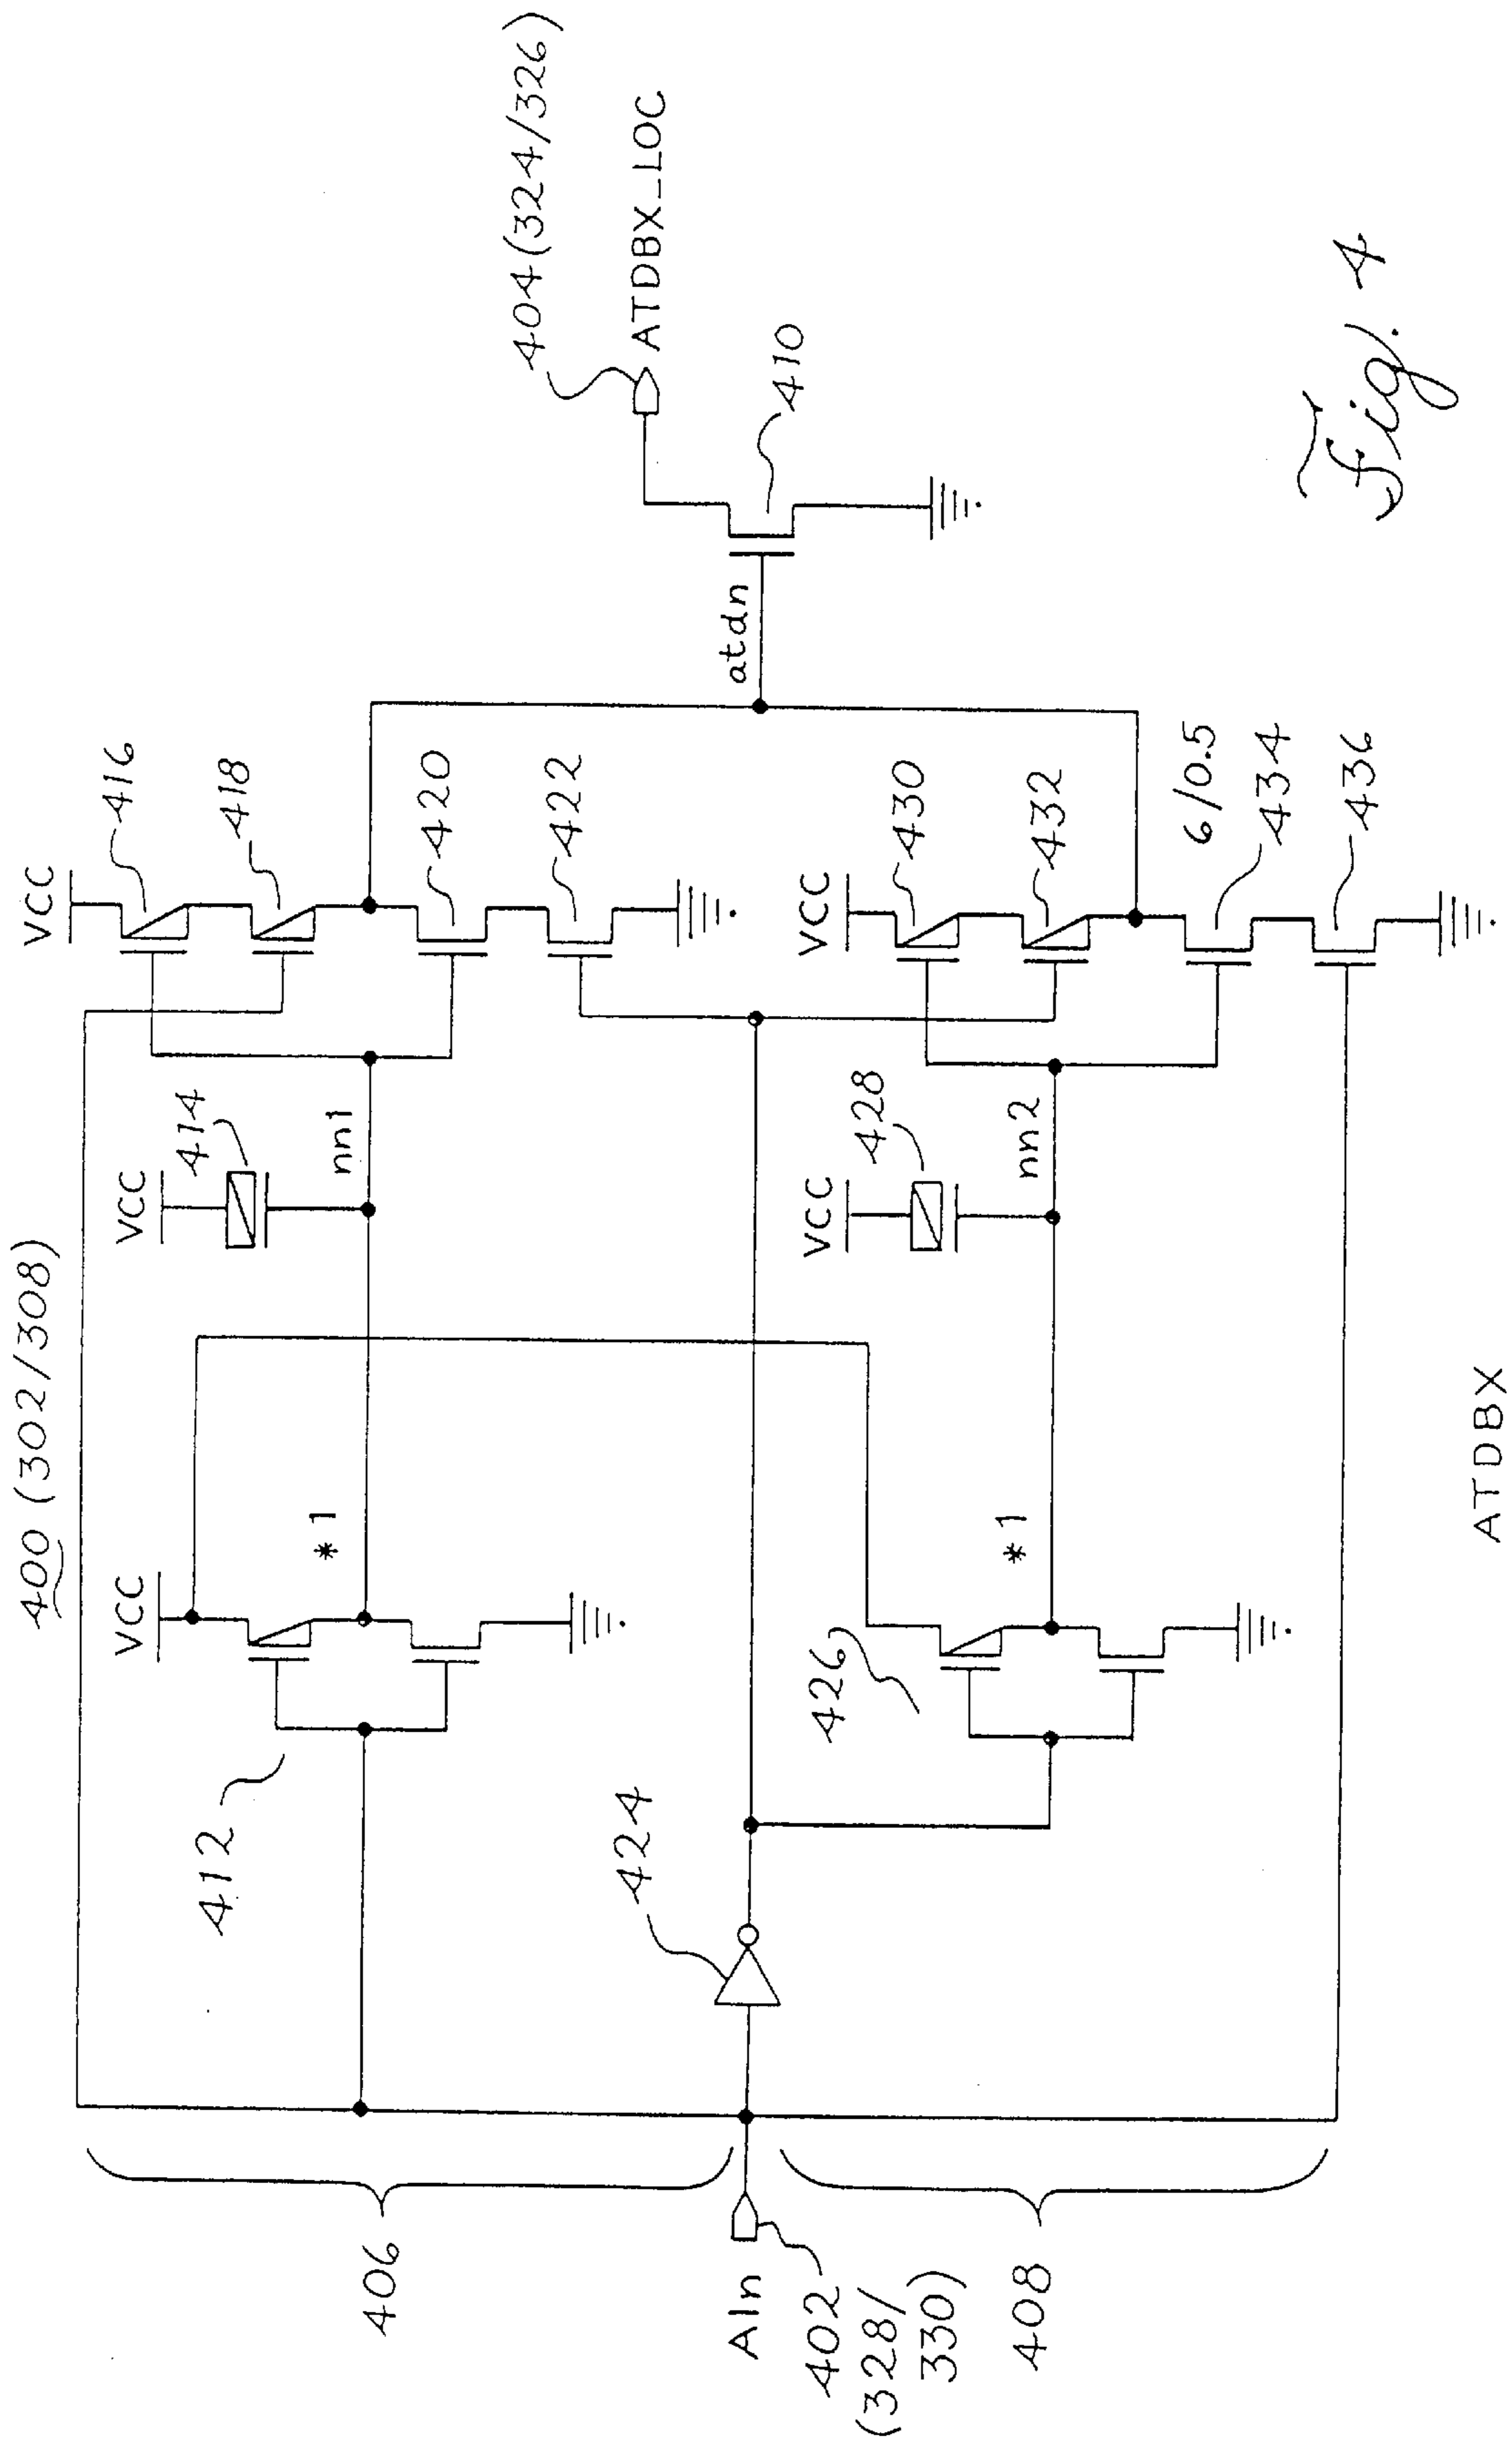 400 (302/308)
VCC
416
VCC
414
418
VCC
412
*1
nn1
420
422
404 (324/326)
ATDBX_LOC
atdn
410
406
424
AIn
402
(328/
330)
VCC
428
VCC
430
426
*1
nn2
432
6/0.5
434
408
436
ATDBX
Fig. 4